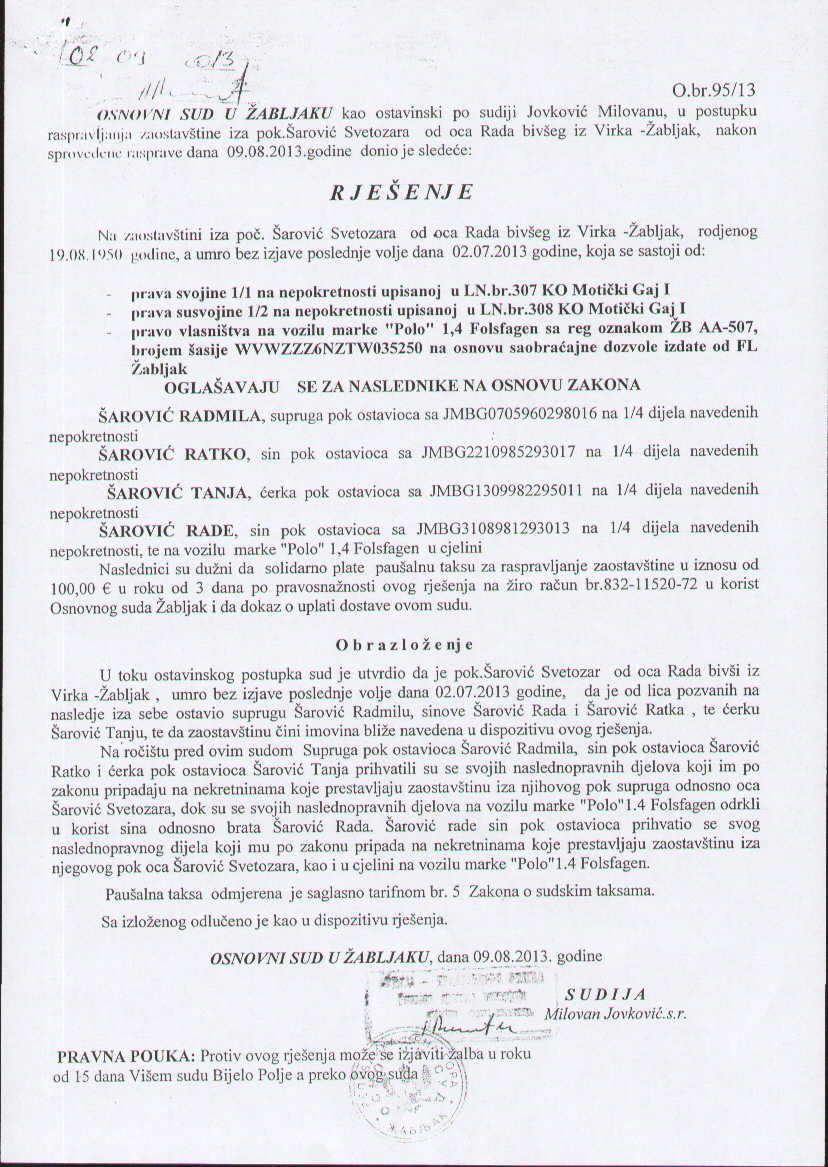 02 09 2013
O.br.95/13
OSNOVNI SUD U ŽABLJAKU kao ostavinski po sudiji Jovković Milovanu, u postupku
raspravljanja zaostavštine iza pok.Šarović Svetozara od oca Rada bivšeg iz Virka -Žabljak, nakon
sprovedene rasprave dana 09.08.2013.godine donio je sledeće:
R J E Š E N J E
Na zaostavštini iza poč. Šarović Svetozara od oca Rada bivšeg iz Virka -Žabljak, rodjenog
19.08.1950 godine, a umro bez izjave poslednje volje dana 02.07.2013 godine, koja se sastoji od:
- prava svojine 1/1 na nepokretnosti upisanoj u LN.br.307 KO Motički Gaj I
- prava susvojine 1/2 na nepokretnosti upisanoj u LN.br.308 KO Motički Gaj I
- pravo vlasništva na vozilu marke "Polo" 1,4 Folsfagen sa reg oznakom ŽB AA-507,
brojem šasije WVWZZZ6NZTW035250 na osnovu saobraćajne dozvole izdate od FL
Žabljak
OGLAŠAVAJU SE ZA NASLEDNIKE NA OSNOVU ZAKONA
ŠAROVIĆ RADMILA, supruga pok ostavioca sa JMBG0705960298016 na 1/4 dijela navedenih
nepokretnosti
ŠAROVIĆ RATKO, sin pok ostavioca sa JMBG2210985293017 na 1/4 dijela navedenih
nepokretnosti
ŠAROVIĆ TANJA, ćerka pok ostavioca sa JMBG1309982295011 na 1/4 dijela navedenih
nepokretnosti
ŠAROVIĆ RADE, sin pok ostavioca sa JMBG3108981293013 na 1/4 dijela navedenih
nepokretnosti, te na vozilu marke "Polo" 1,4 Folsfagen u cjelini
Naslednici su dužni da solidarno plate paušalnu taksu za raspravljanje zaostavštine u iznosu od
100,00 € u roku od 3 dana po pravosnažnosti ovog rješenja na žiro račun br.832-11520-72 u korist
Osnovnog suda Žabljak i da dokaz o uplati dostave ovom sudu.
O b r a z l o ž e nj e
U toku ostavinskog postupka sud je utvrdio da je pok.Šarović Svetozar od oca Rada bivši iz
Virka -Žabljak , umro bez izjave poslednje volje dana 02.07.2013 godine, da je od lica pozvanih na
nasledje iza sebe ostavio suprugu Šarović Radmilu, sinove Šarović Rada i Šarović Ratka , te ćerku
Šarović Tanju, te da zaostavštinu čini imovina bliže navedena u dispozitivu ovog rješenja.
Na ročištu pred ovim sudom Supruga pok ostavioca Šarović Radmila, sin pok ostavioca Šarović
Ratko i ćerka pok ostavioca Šarović Tanja prihvatili su se svojih naslednopravnih djelova koji im po
zakonu pripadaju na nekretninama koje prestavljaju zaostavštinu iza njihovog pok supruga odnosno oca
Šarović Svetozara, dok su se svojih naslednopravnih djelova na vozilu marke "Polo"1.4 Folsfagen odrkli
u korist sina odnosno brata Šarović Rada. Šarović rade sin pok ostavioca prihvatio se svog
naslednopravnog dijela koji mu po zakonu pripada na nekretninama koje prestavljaju zaostavštinu iza
njegovog pok oca Šarović Svetozara, kao i u cjelini na vozilu marke "Polo"1.4 Folsfagen.
Paušalna taksa odmjerena je saglasno tarifnom br. 5 Zakona o sudskim taksama.
Sa izloženog odlučeno je kao u dispozitivu rješenja.
OSNOVNI SUD U ŽABLJAKU, dana 09.08.2013. godine
S U D I J A
Milovan Jovković.s.r.
PRAVNA POUKA: Protiv ovog rješenja može se izjaviti žalba u roku
od 15 dana Višem sudu Bijelo Polje a preko ovog suda